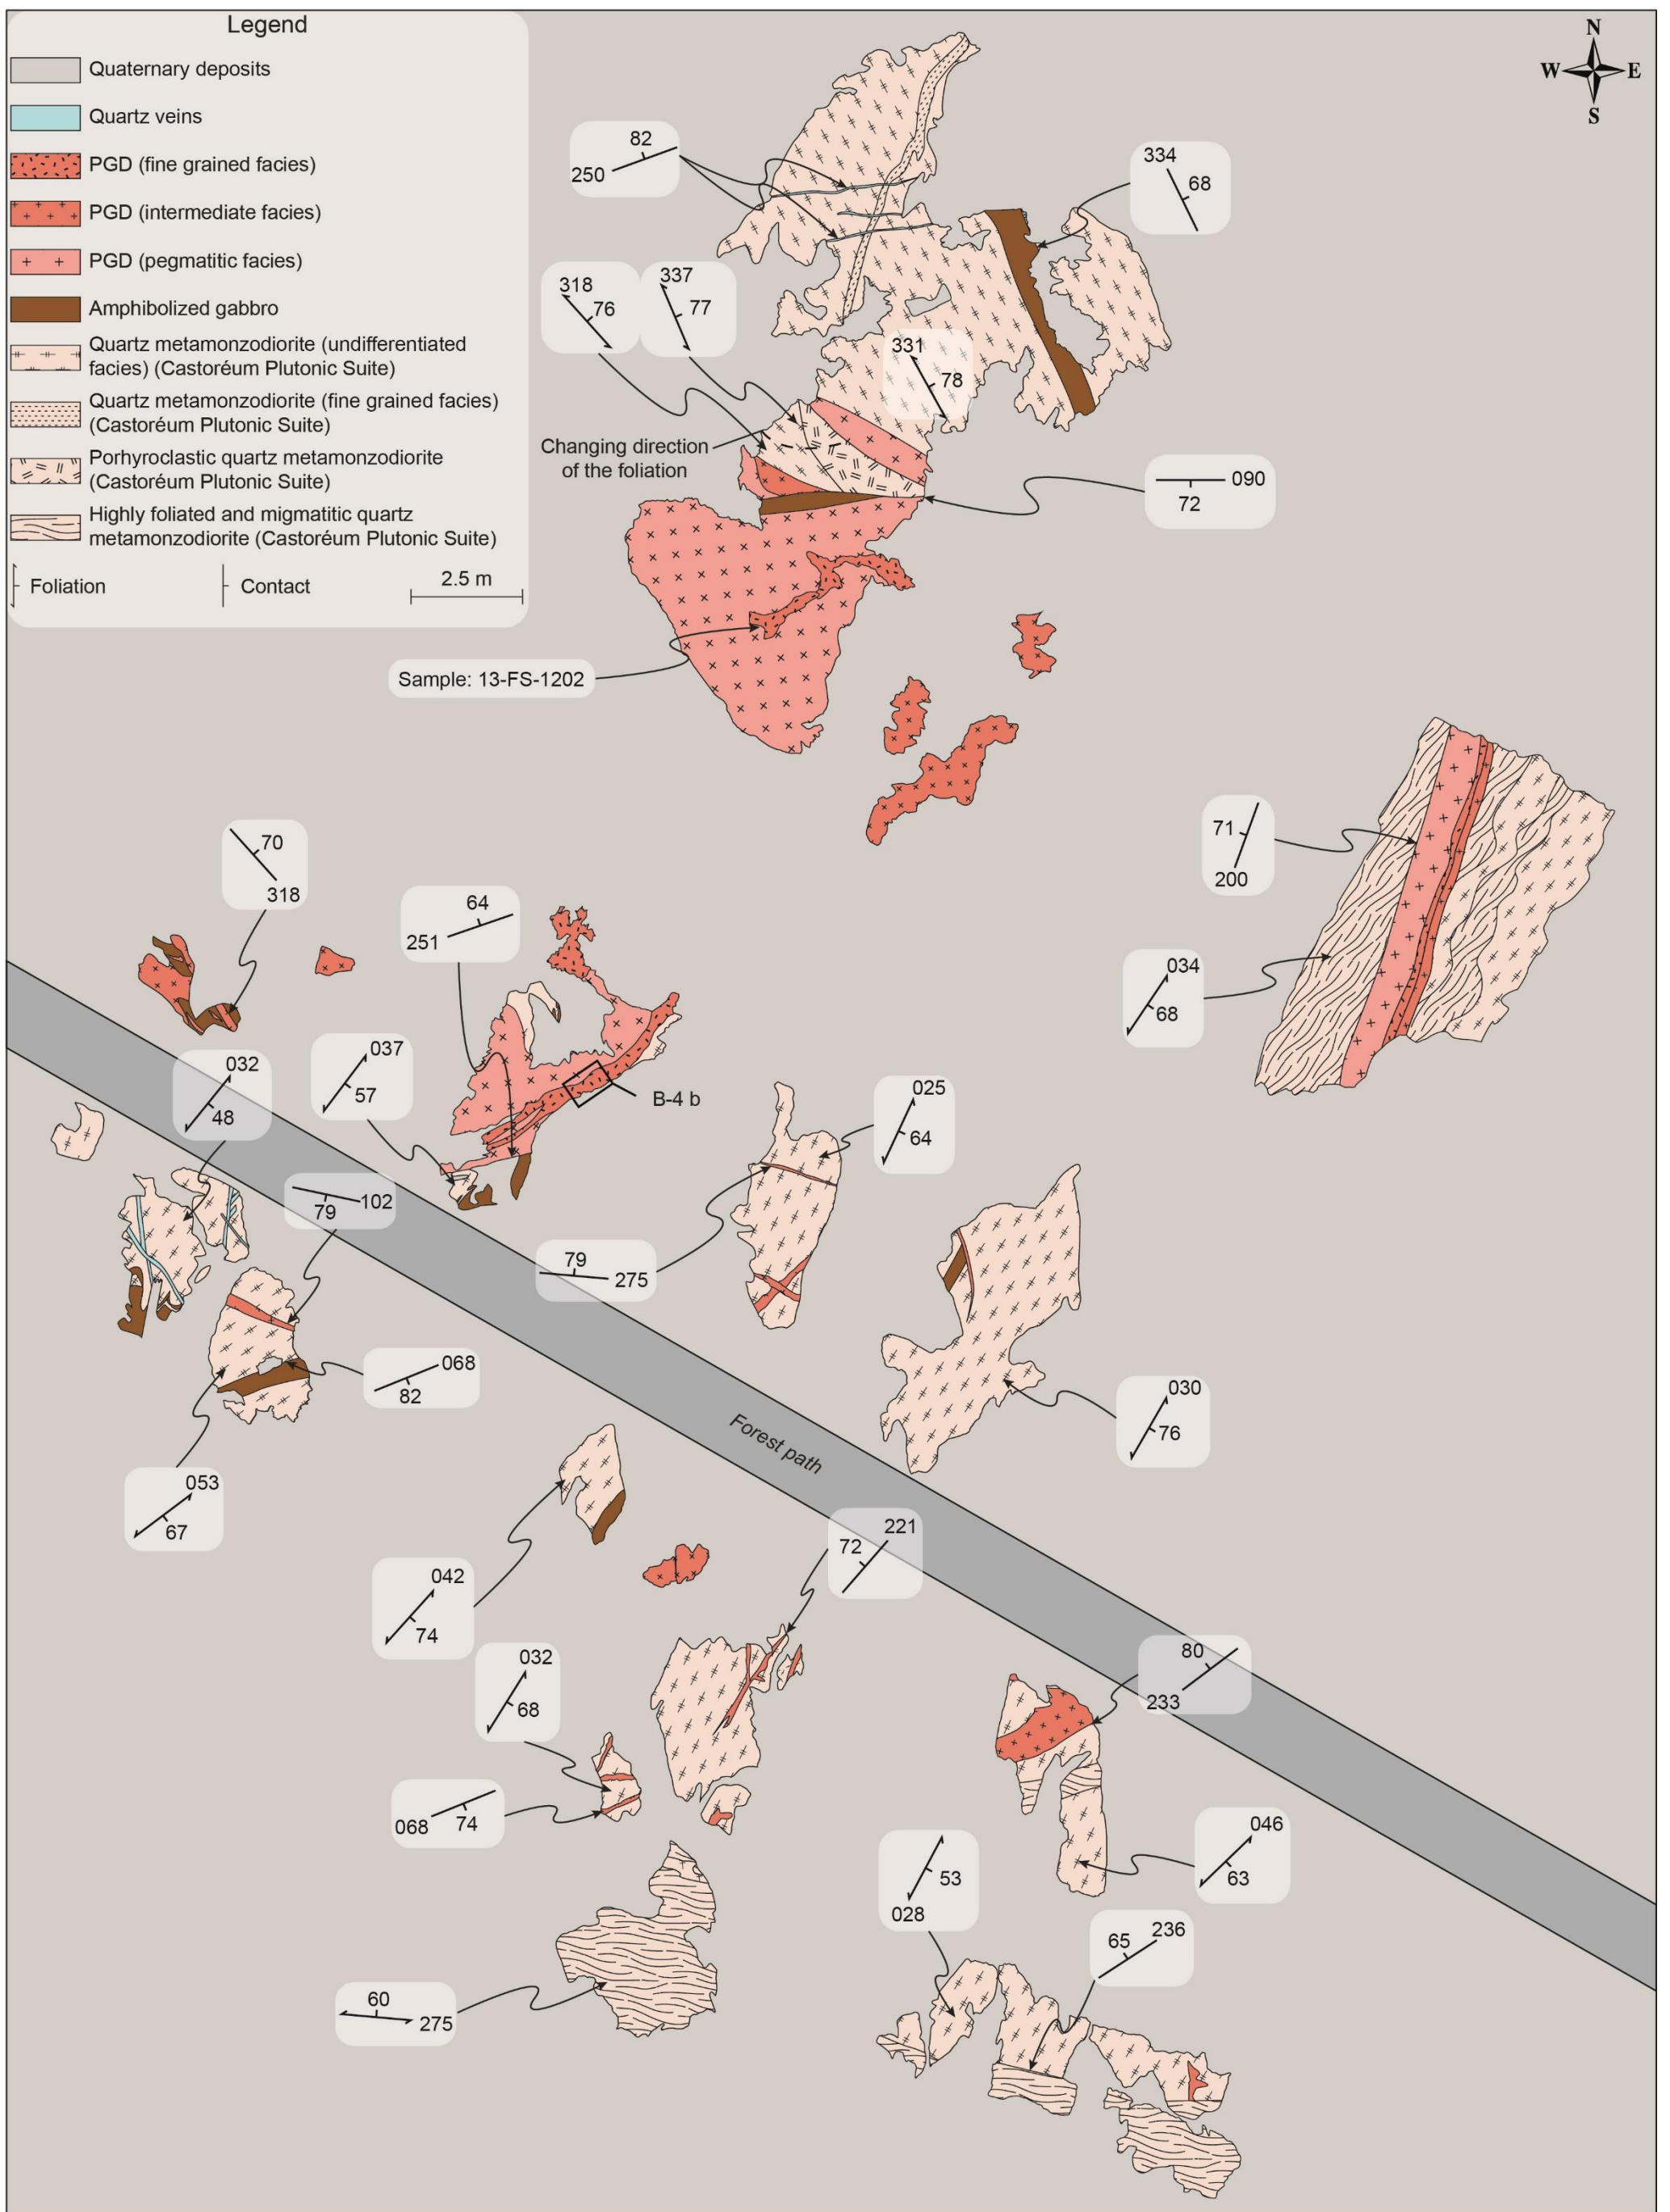 Legend
Quaternary deposits
Quartz veins
PGD (fine grained facies)
PGD (intermediate facies)
PGD (pegmatitic facies)
Amphibolized gabbro
Quartz metamonzodiorite (undifferentiated
facies) (Castoréum Plutonic Suite)
Quartz metamonzodiorite (fine grained facies)
(Castoréum Plutonic Suite)
Porhyroclastic quartz metamonzodiorite
(Castoréum Plutonic Suite)
Highly foliated and migmatitic quartz
metamonzodiorite (Castoréum Plutonic Suite)
Foliation
Contact
2.5 m
N
W
E
S
82
250
334
68
318
76
337
77
331
78
Changing direction
of the foliation
090
72
Sample: 13-FS-1202
71
200
034
68
70
318
64
251
032
48
037
57
B-4 b
025
64
102
79
79
275
068
82
030
76
053
67
Forest path
042
74
221
72
032
68
80
233
068
74
046
63
53
028
65
236
60
275